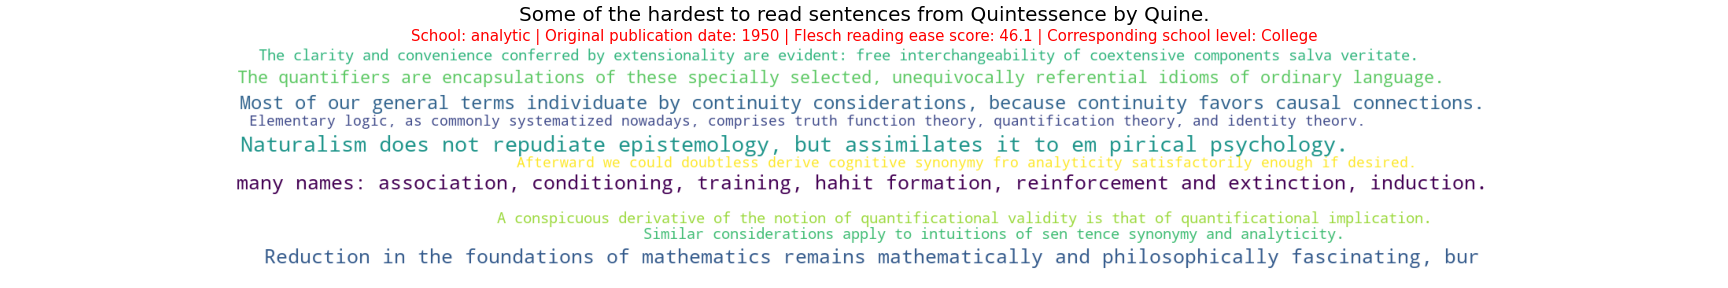 Some of the hardest to read sentences from Quintessence by Quine.
School: analytic | Original publication date: 1950 | Flesch reading ease score: 46.1 | Corresponding school level: College
The clarity and convenience conferred by extensionality are evident: free interchangeability of coextensive components salva veritate.
The quantifiers are encapsulations of these specially selected, unequivocally referential idioms of ordinary language.
Most of our general terms individuate by continuity considerations, because continuity favors causal connections.
Elementary logic, as commonly systematized nowadays, comprises truth function theory, quantification theory, and identity theorv.
Naturalism does not repudiate epistemology, but assimilates it to em pirical psychology.
Afterward we could doubtless derive cognitive synonymy fro analyticity satisfactorily enough if desired.
many names: association, conditioning, training, hahit formation, reinforcement and extinction, induction.
A conspicuous derivative of the notion of quantificational validity is that of quantificational implication.
Similar considerations apply to intuitions of sen tence synonymy and analyticity.
Reduction in the foundations of mathematics remains mathematically and philosophically fascinating, bur